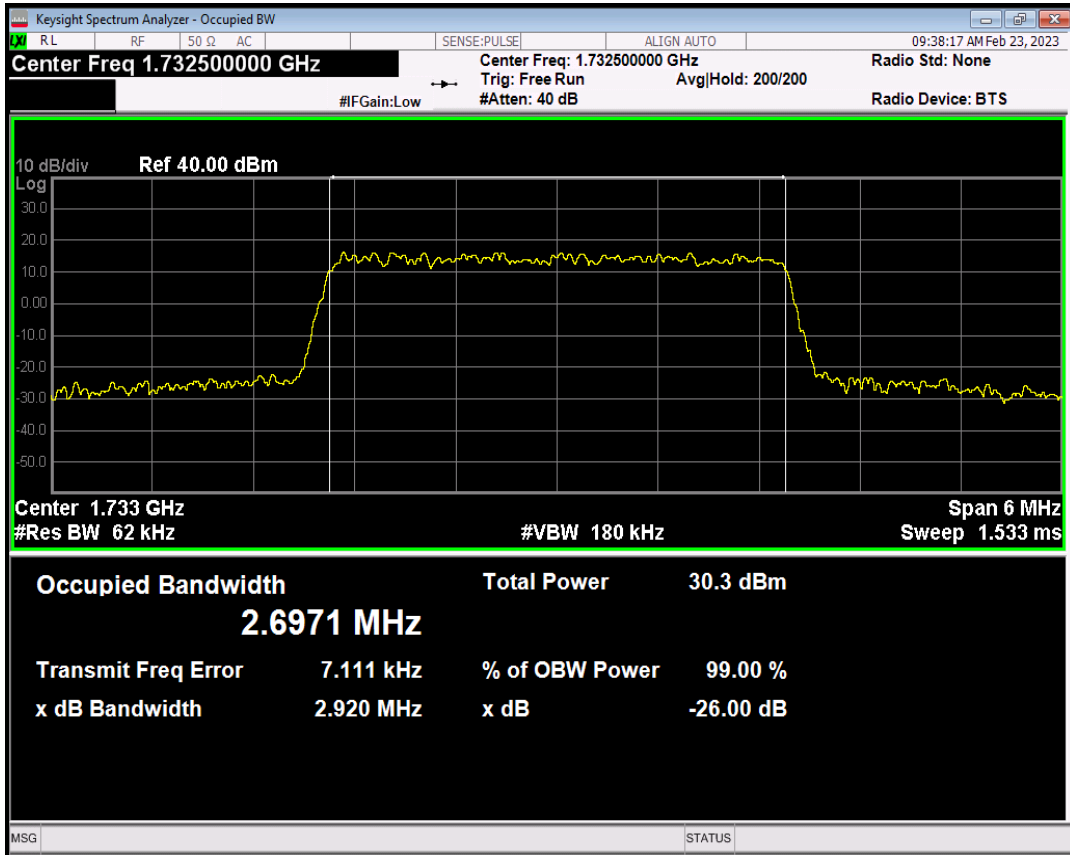 Keysight Spectrum Analyzer - Occupied BW
LXI RL RF 50 Ω AC SENSE:PULSE ALIGN AUTO 09:38:17 AM Feb 23, 2023
Center Freq 1.732500000 GHz Center Freq: 1.732500000 GHz Radio Std: None
Trig: Free Run Avg|Hold: 200/200
#IFGain:Low #Atten: 40 dB Radio Device: BTS
10 dB/div Ref 40.00 dBm
Log
30.0
20.0
10.0
0.00
-10.0
-20.0
-30.0
-40.0
-50.0
Center 1.733 GHz Span 6 MHz
#Res BW 62 kHz #VBW 180 kHz Sweep 1.533 ms
Occupied Bandwidth Total Power 30.3 dBm
2.6971 MHz
Transmit Freq Error 7.111 kHz % of OBW Power 99.00 %
x dB Bandwidth 2.920 MHz x dB -26.00 dB
MSG STATUS